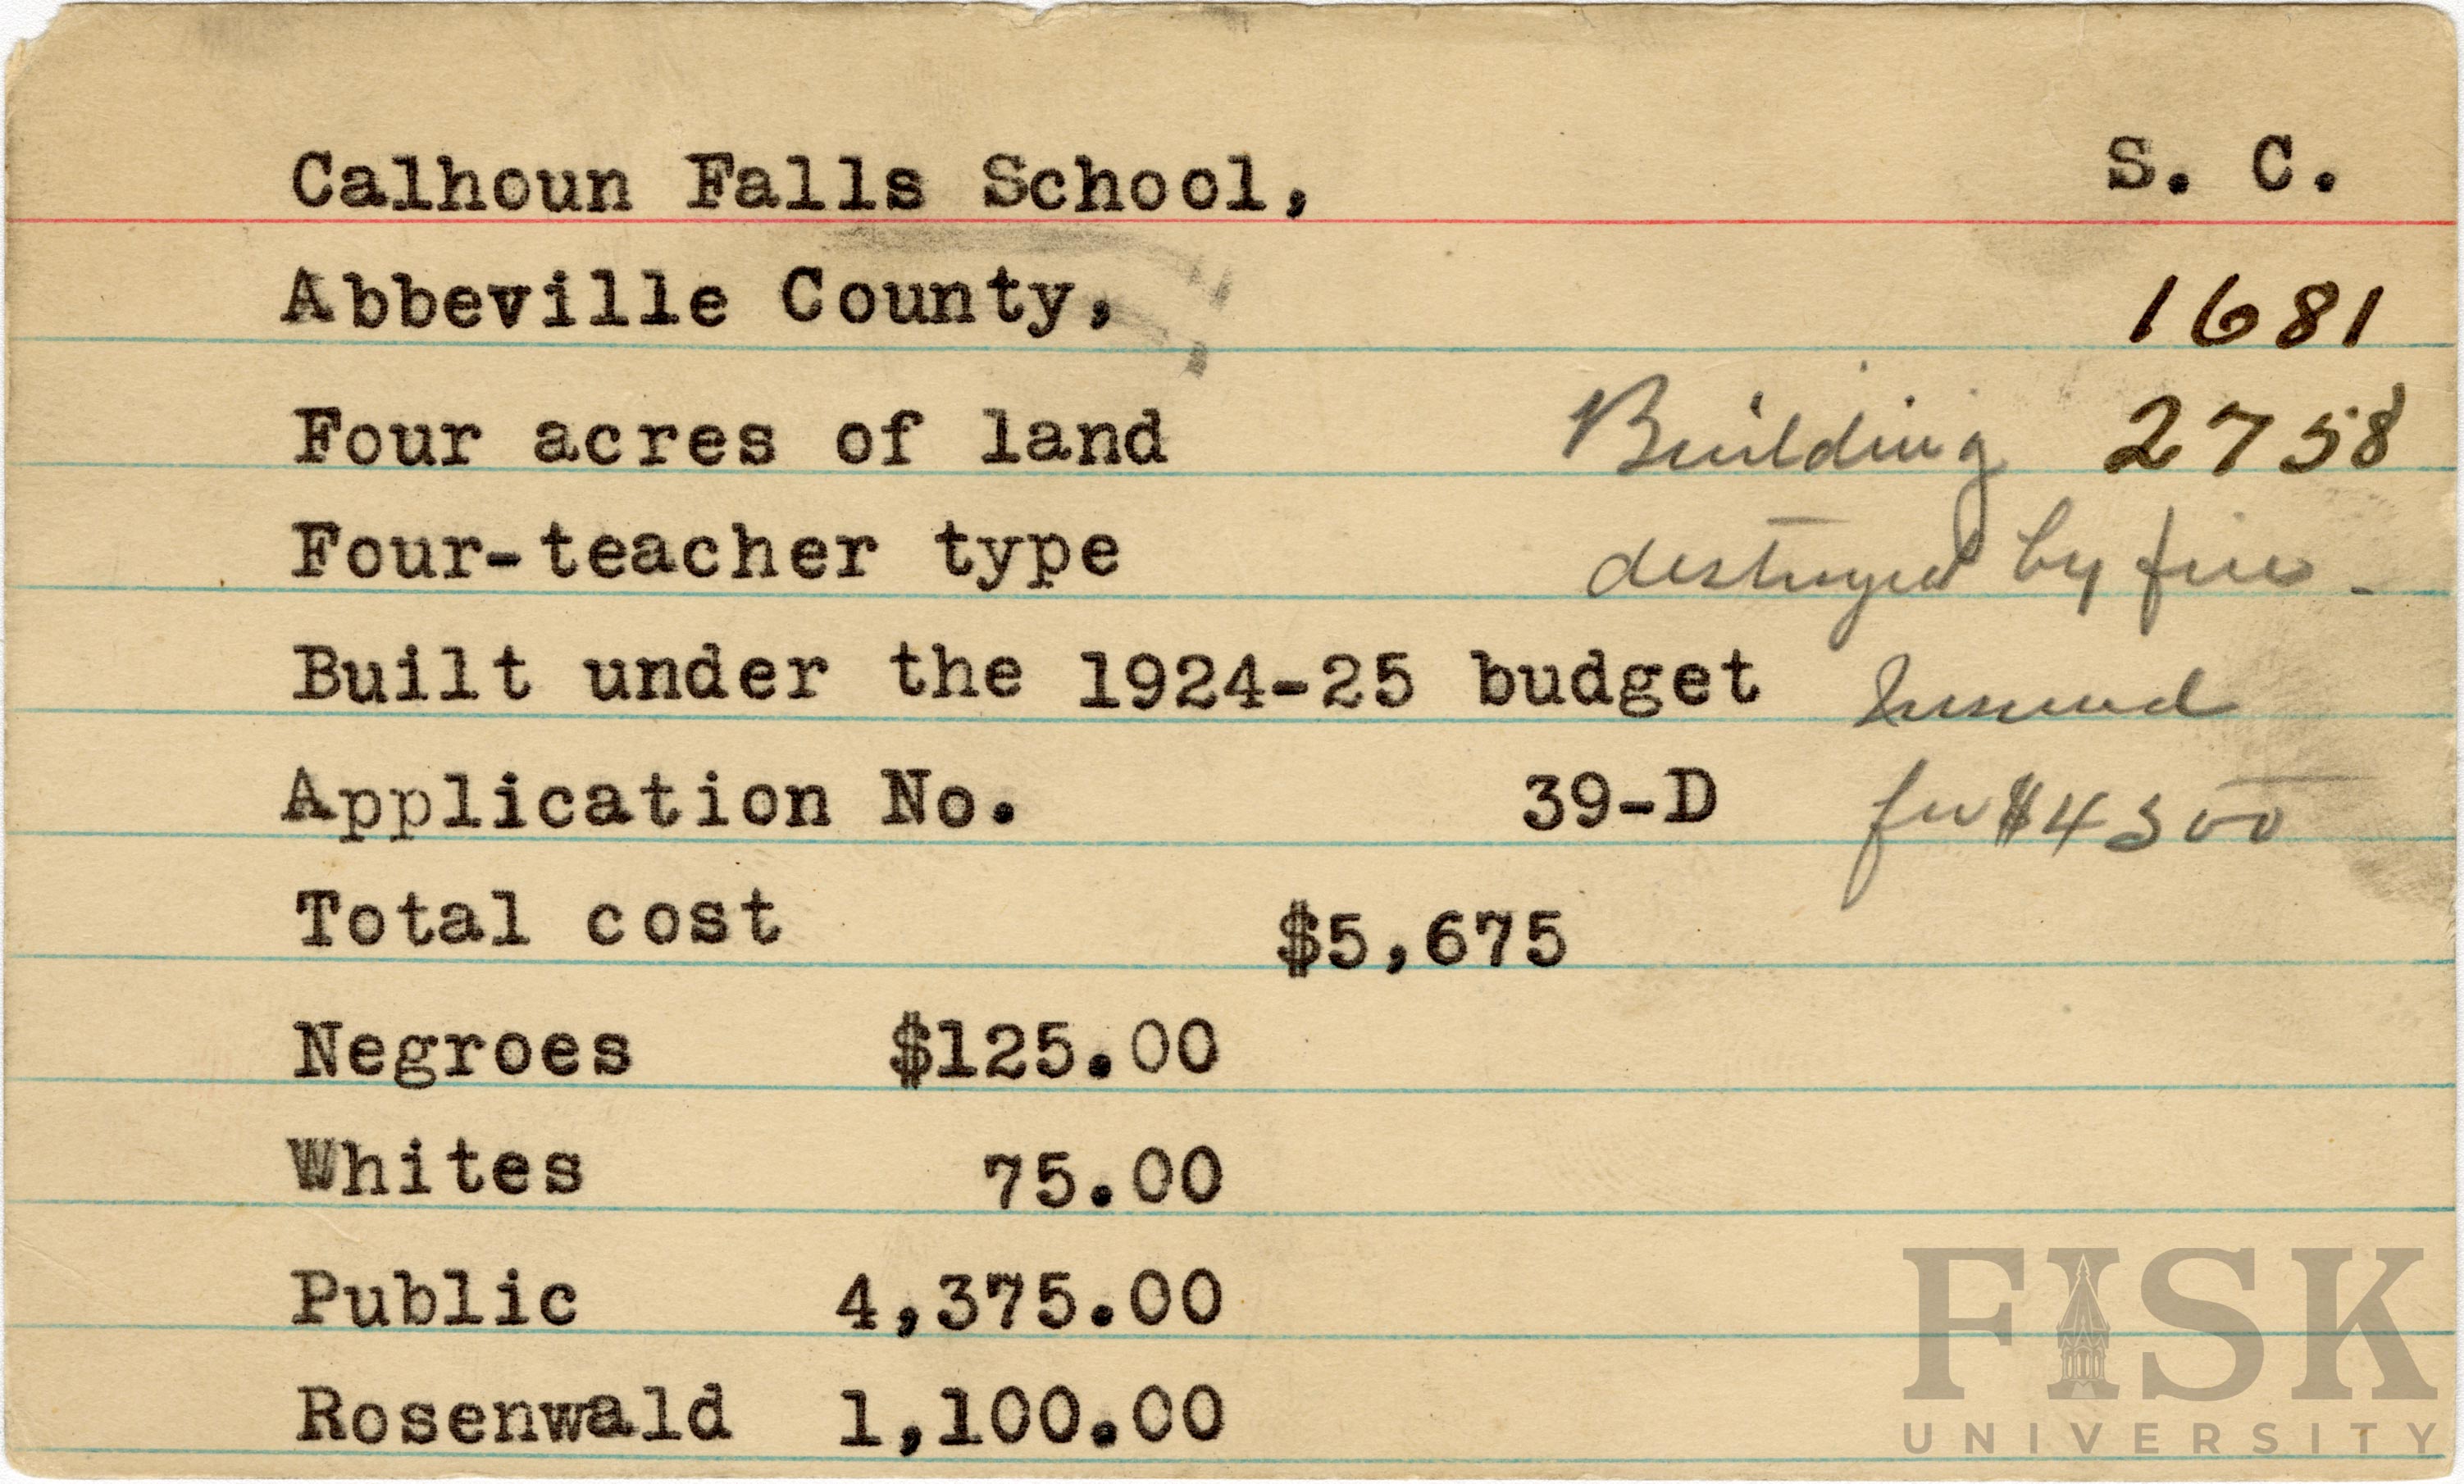 Calhoun Falls School, S. C.
Abbeville County, 1681
Four acres of land Building 2758
Four-teacher type destroyed by fire -
Built under the 1924-25 budget Insured
Application No. 39-D for $4500
Total cost $5,675
Negroes $125.00
Whites 75.00
Public 4,375.00
Rosenwald 1,100.00
FISK
UNIVERSITY